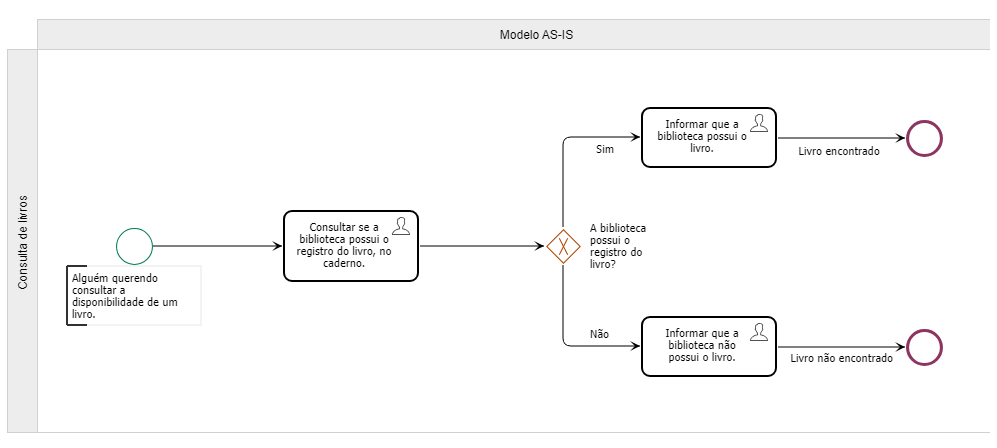 Modelo AS-IS
Consulta de livros
Alguém querendo
consultar a
disponibilidade de um
livro.
Consultar se a
biblioteca possui o
registro do livro, no
caderno.
A biblioteca
possui o
registro do
livro?
Sim
Informar que a
biblioteca possui o
livro.
Livro encontrado
Não
Informar que a
biblioteca não
possui o livro.
Livro não encontrado